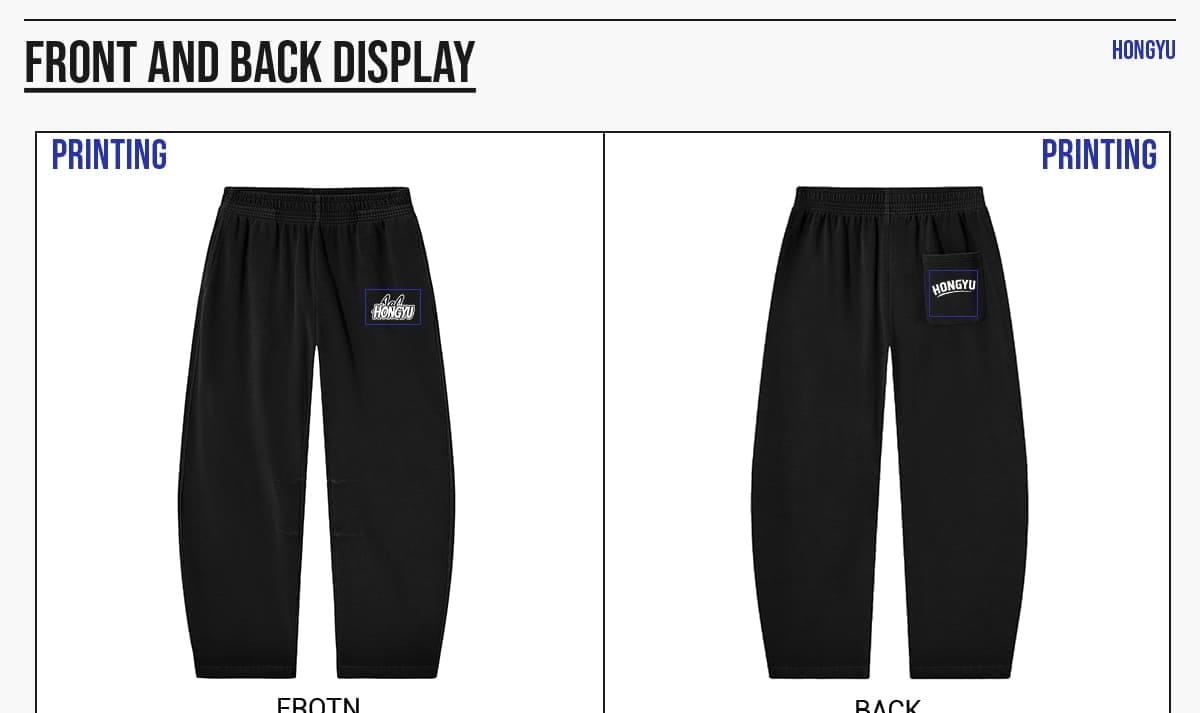 FRONT AND BACK DISPLAY
HONGYU
PRINTING
PRINTING
HONGYU
HONGYU
FROTN
BACK